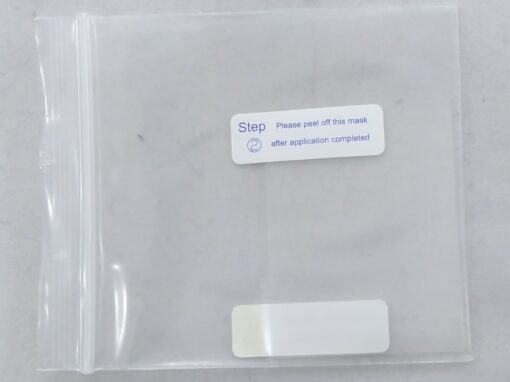 Step Please peel off this mask
② after application completed